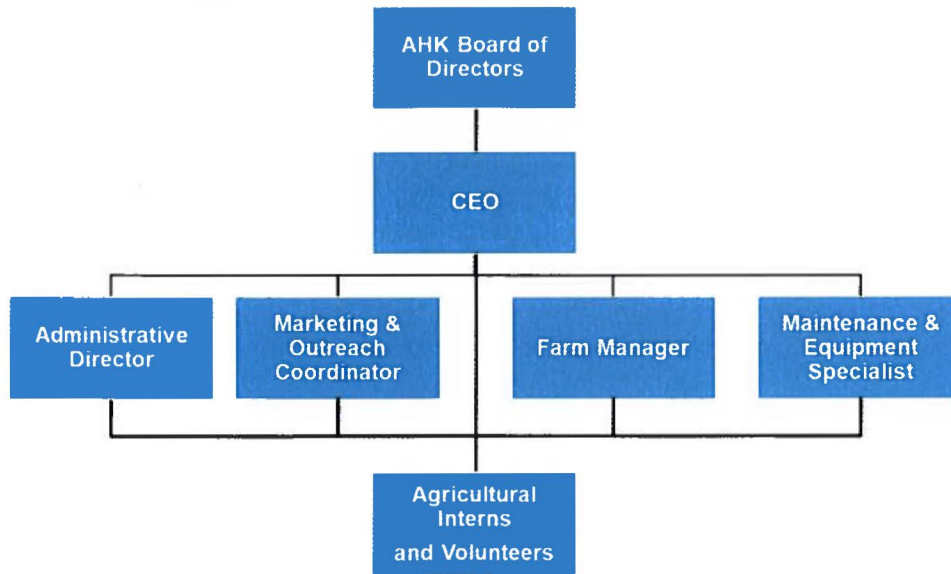 AHK Board of
Directors
CEO
Administrative
Director
Marketing &
Outreach
Coordinator
Farm Manager
Maintenance &
Equipment
Specialist
Agricultural
Interns
and Volunteers